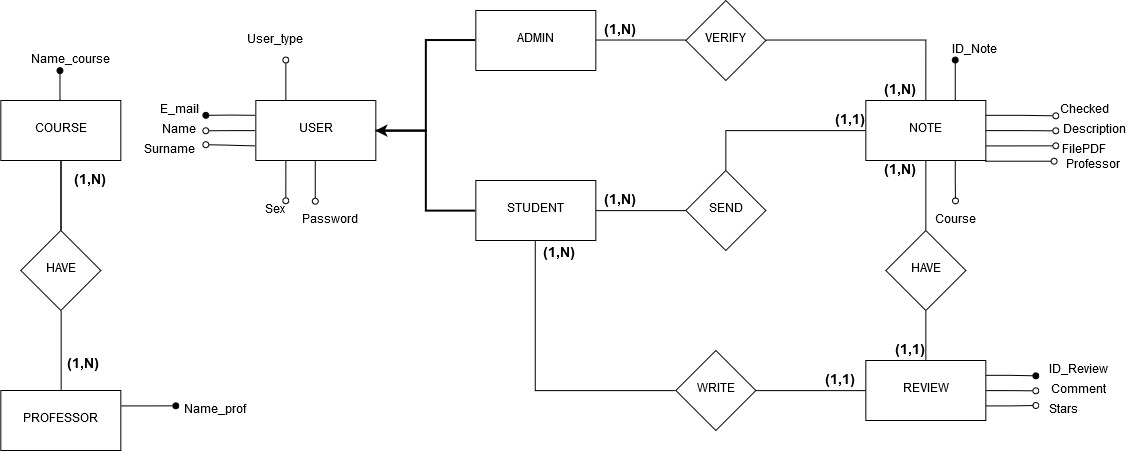 ADMIN
(1,N)
VERIFY
User_type
ID_Note
Name_course
(1,N)
E_mail
Checked
COURSE
Name
USER
(1,1)
NOTE
Description
Surname
FilePDF
Professor
(1,N)
(1,N)
(1,N)
STUDENT
SEND
Sex
Password
Course
(1,N)
HAVE
HAVE
(1,N)
(1,1)
ID_Review
(1,1)
WRITE
REVIEW
Comment
Stars
PROFESSOR
Name_prof